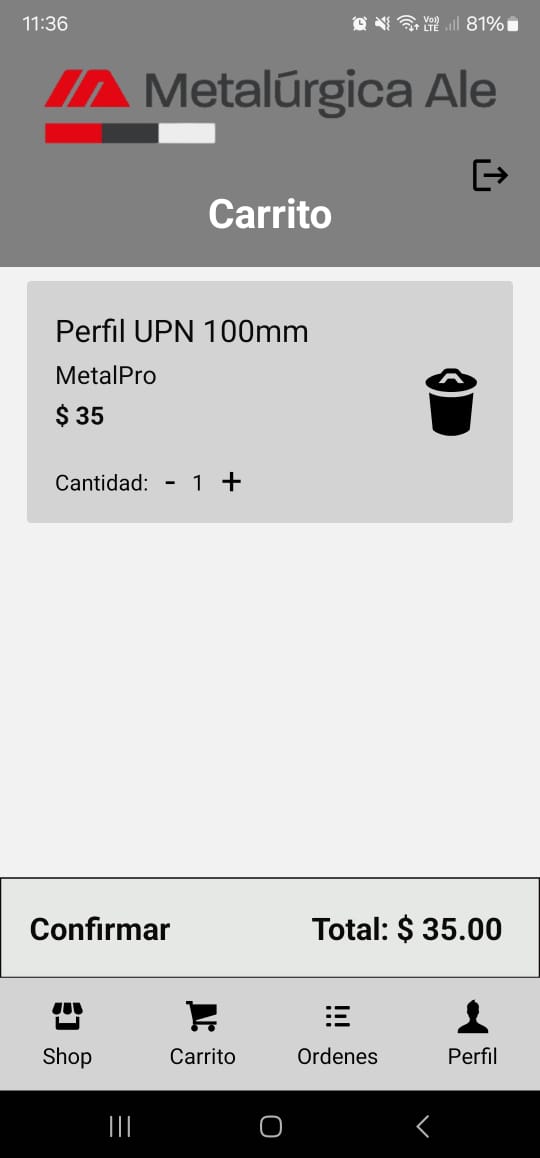 11:36
Vo)) LTE 81%
Metalúrgica Ale
Carrito
Perfil UPN 100mm
MetalPro
$ 35
Cantidad: - 1 +
Confirmar Total: $ 35.00
Shop Carrito Ordenes Perfil